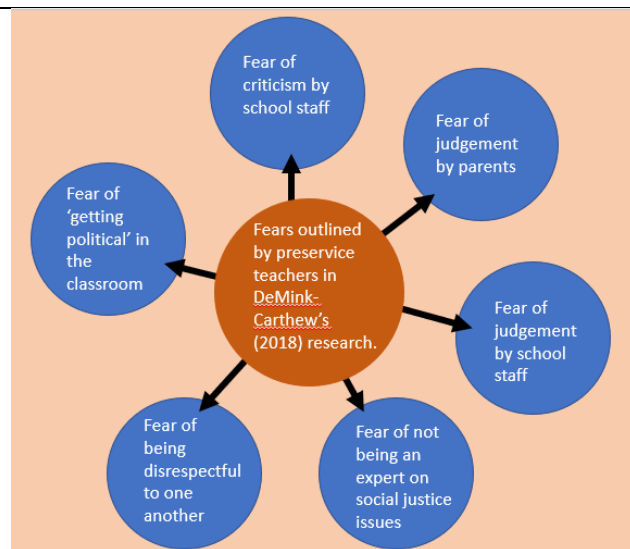 Fear of
criticism by
school staff
Fear of
judgement
by parents
Fear of
‘getting
political’ in
the
classroom
Fears outlined
by preservice
teachers in
DeMink-
Carthew’s
(2018) research.
Fear of
judgement
by school
staff
Fear of
being
disrespectful
to one
another
Fear of not
being an
expert on
social justice
issues